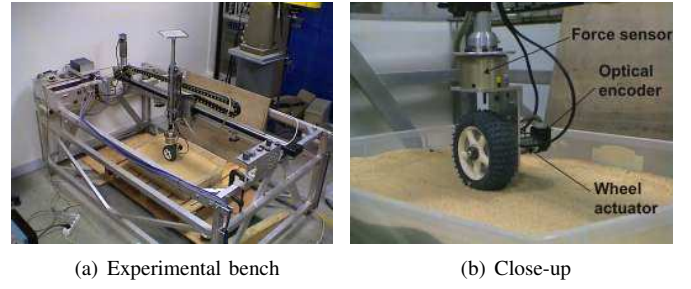 Force sensor
Optical
encoder
Wheel
actuator
(a) Experimental bench
(b) Close-up